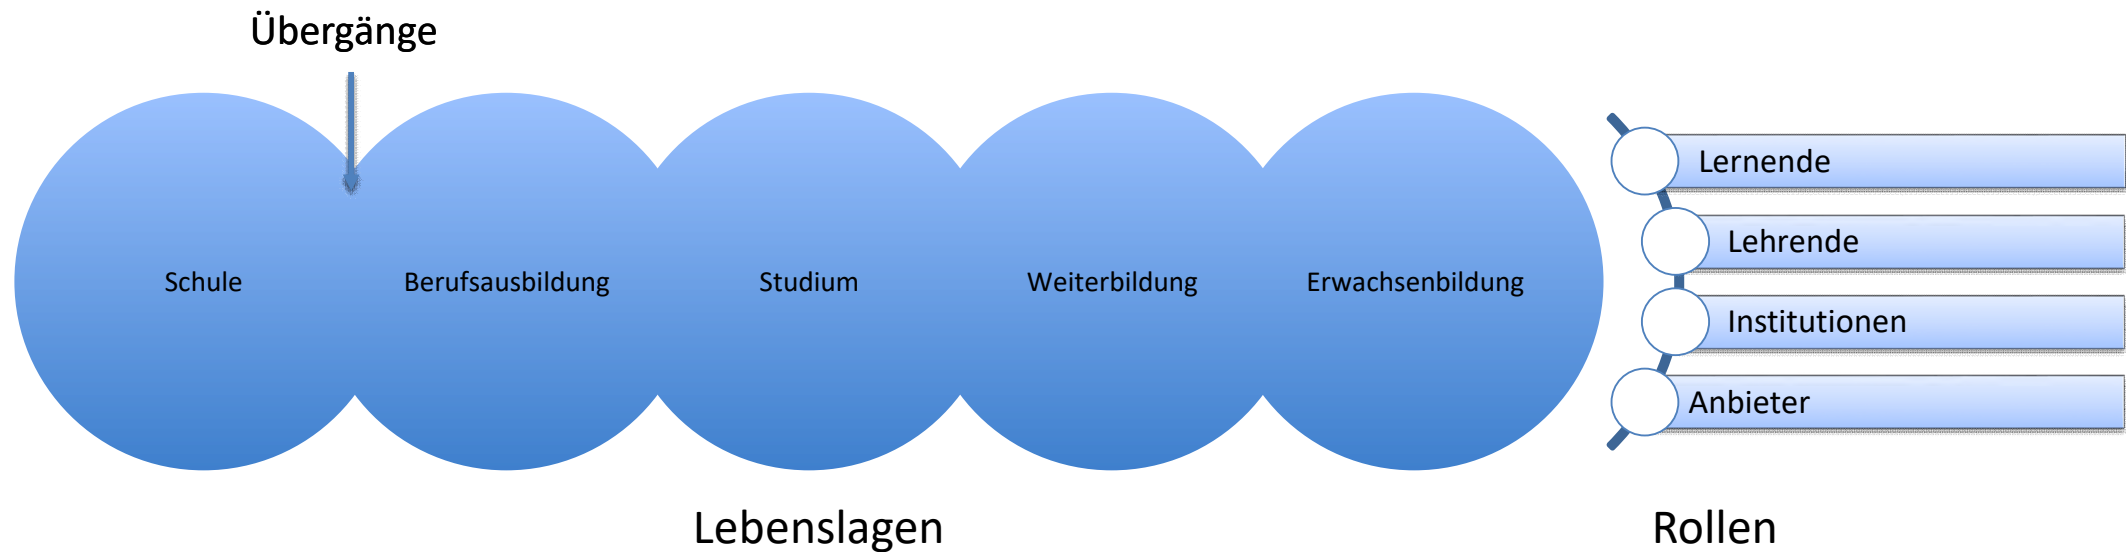 Übergänge
Schule
Berufsausbildung
Studium
Weiterbildung
Erwachsenbildung
Lernende
Lehrende
Institutionen
Anbieter
Lebenslagen
Rollen